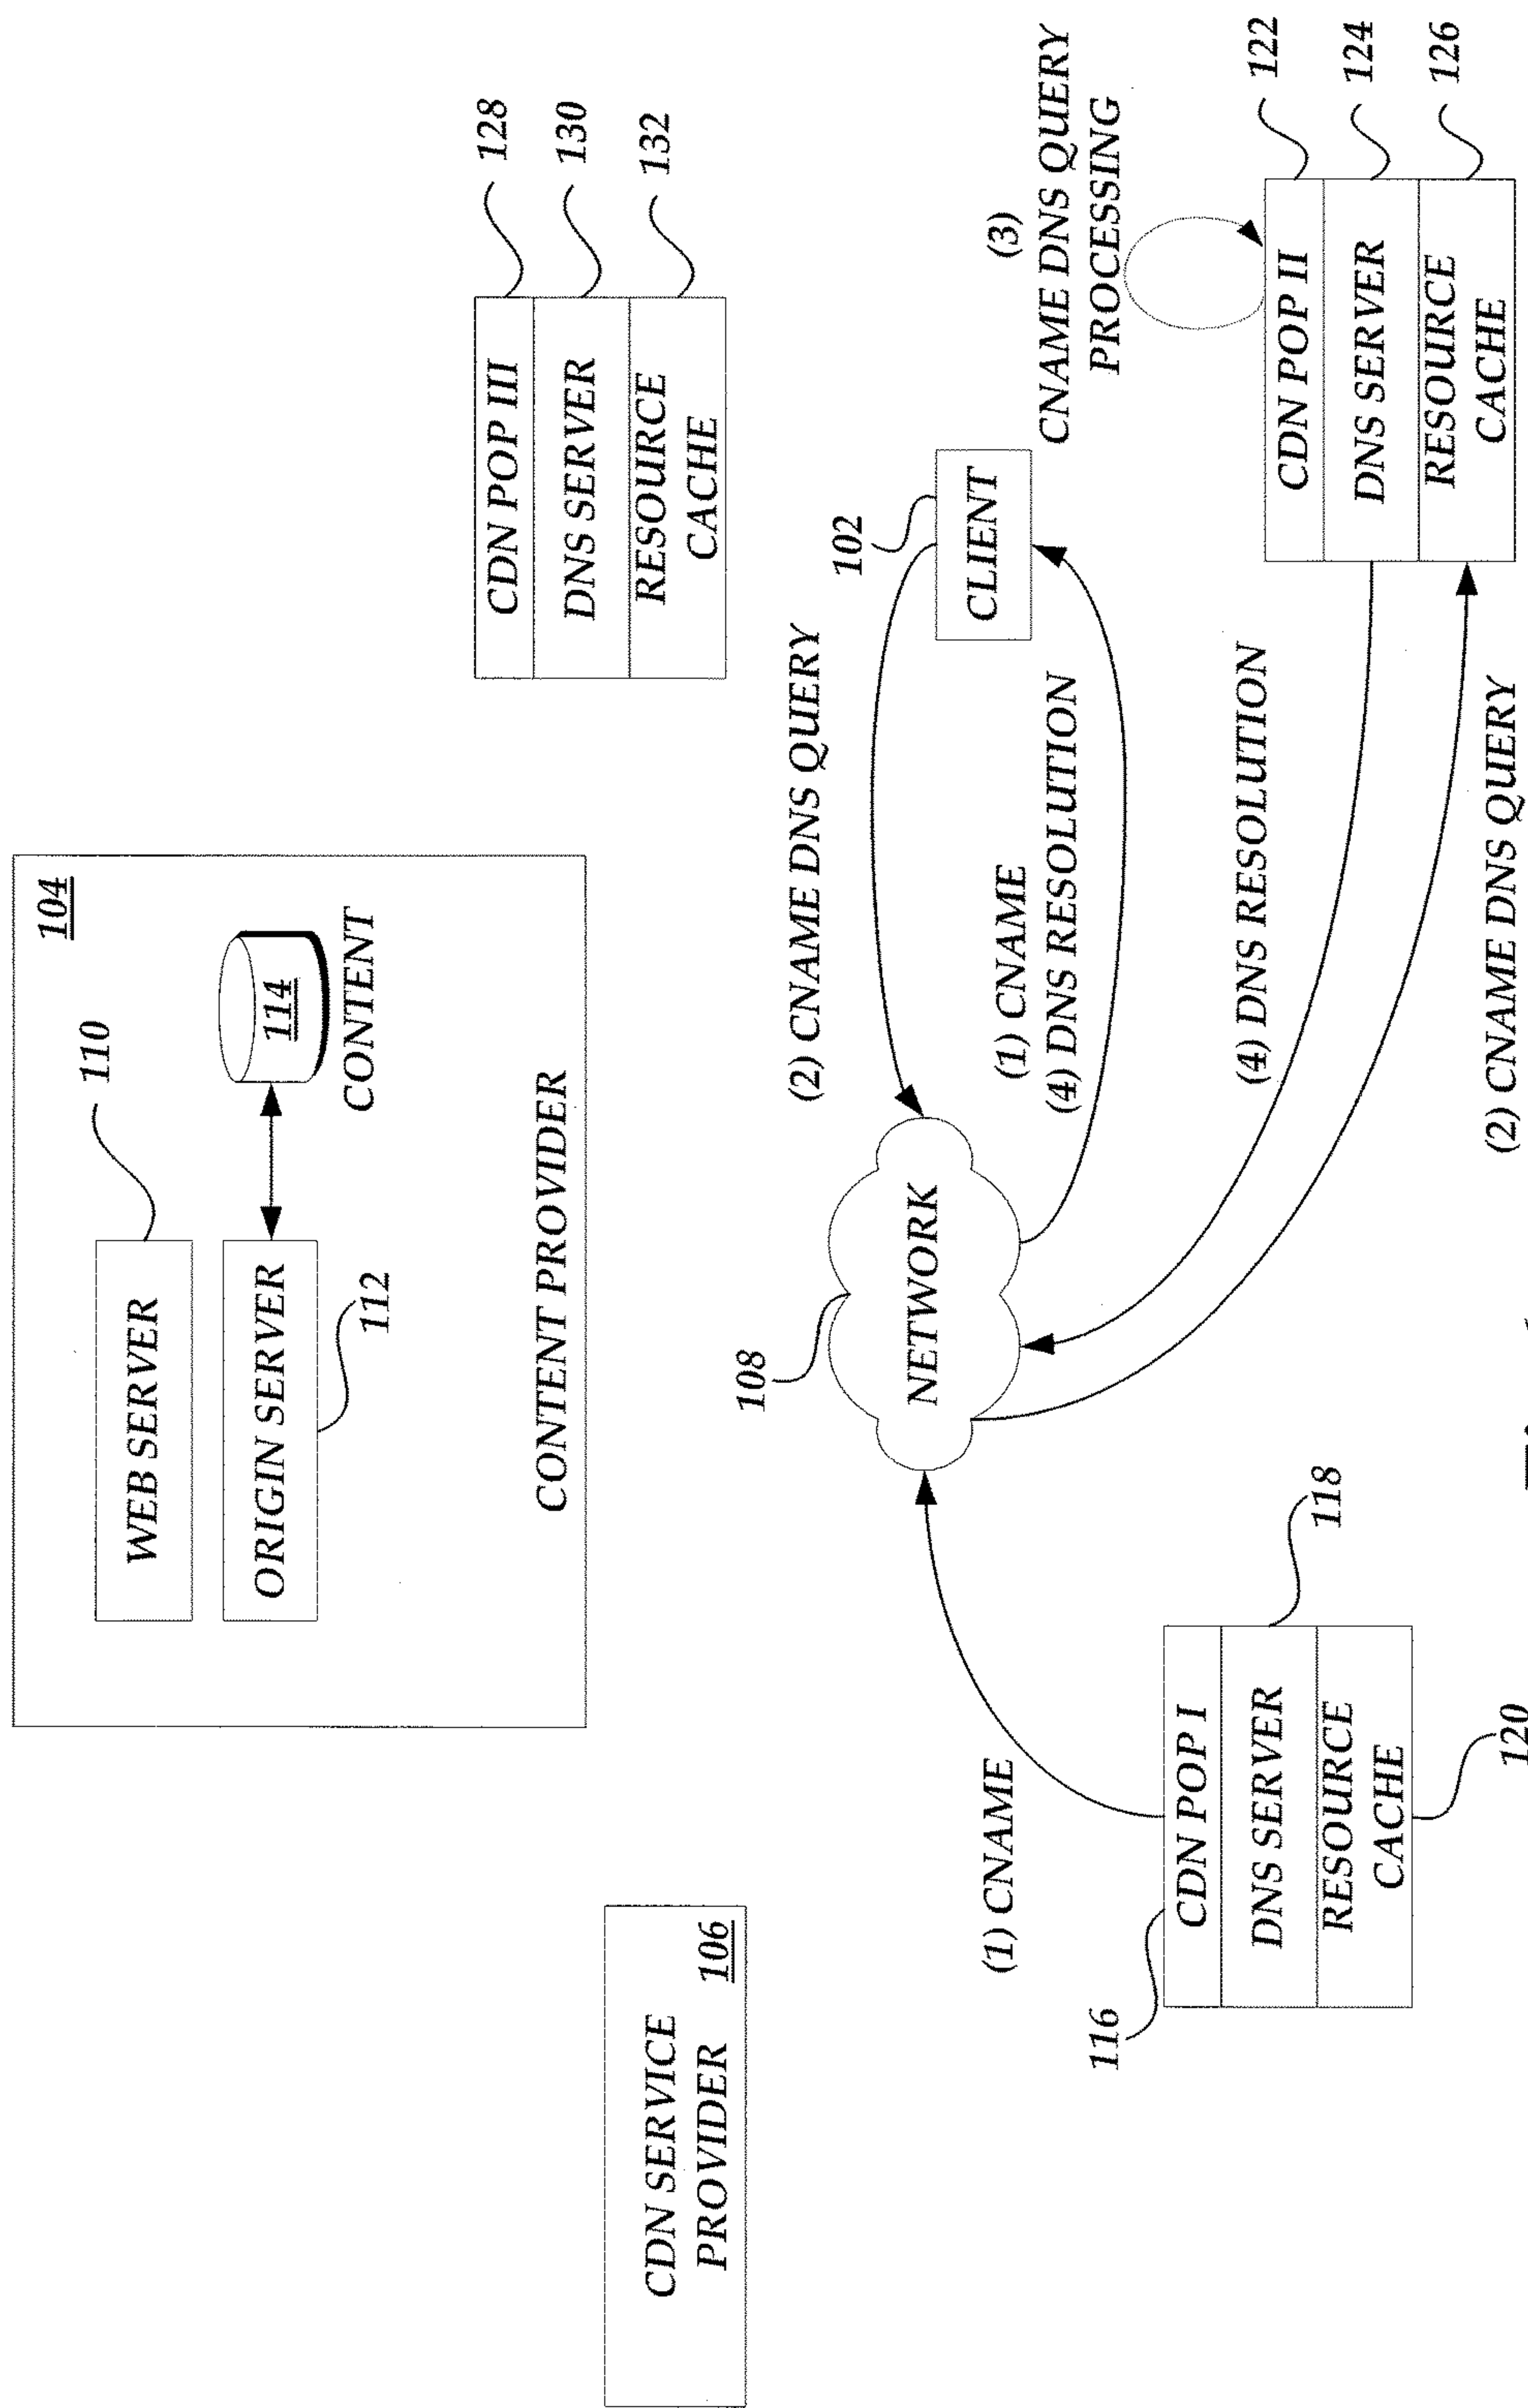 104
110
WEB SERVER
ORIGIN SERVER
112
114
CONTENT
CONTENT PROVIDER
CDN SERVICE
PROVIDER
106
CDN POP III
128
DNS SERVER
130
RESOURCE
CACHE
132
108
NETWORK
(2) CNAME DNS QUERY
102
CLIENT
(1) CNAME
(4) DNS RESOLUTION
(3)
CNAME DNS QUERY
PROCESSING
(1) CNAME
116
CDN POP I
DNS SERVER
118
RESOURCE
CACHE
120
(4) DNS RESOLUTION
CDN POP II
122
DNS SERVER
124
RESOURCE
CACHE
126
(2) CNAME DNS QUERY